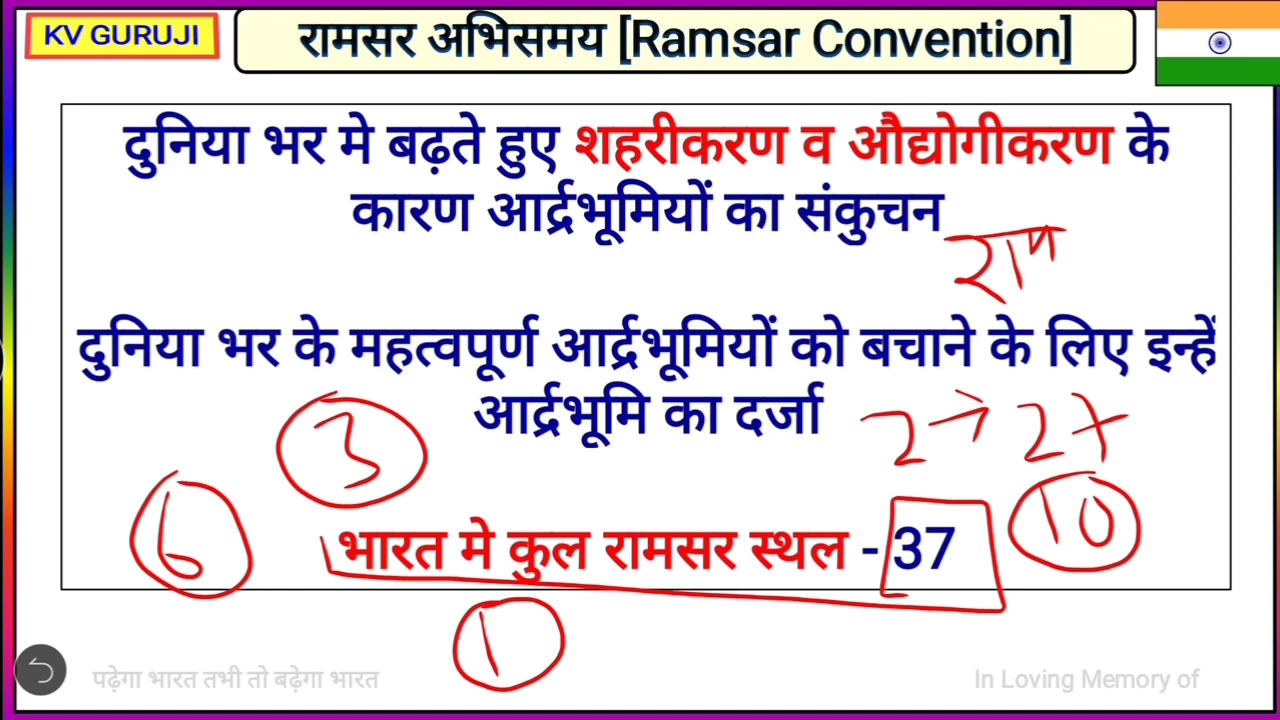 KV GURUJI
रामसर अभिसमय [Ramsar Convention]
दुनिया भर मे बढ़ते हुए शहरीकरण व औद्योगीकरण के
कारण आर्द्रभूमियों का संकुचन
राम
दुनिया भर के महत्वपूर्ण आर्द्रभूमियों को बचाने के लिए इन्हें
आर्द्रभूमि का दर्जा
3
2 → 2+
6
भारत मे कुल रामसर स्थल - 37
10
1
पढ़ेगा भारत तभी तो बढ़ेगा भारत
In Loving Memory of